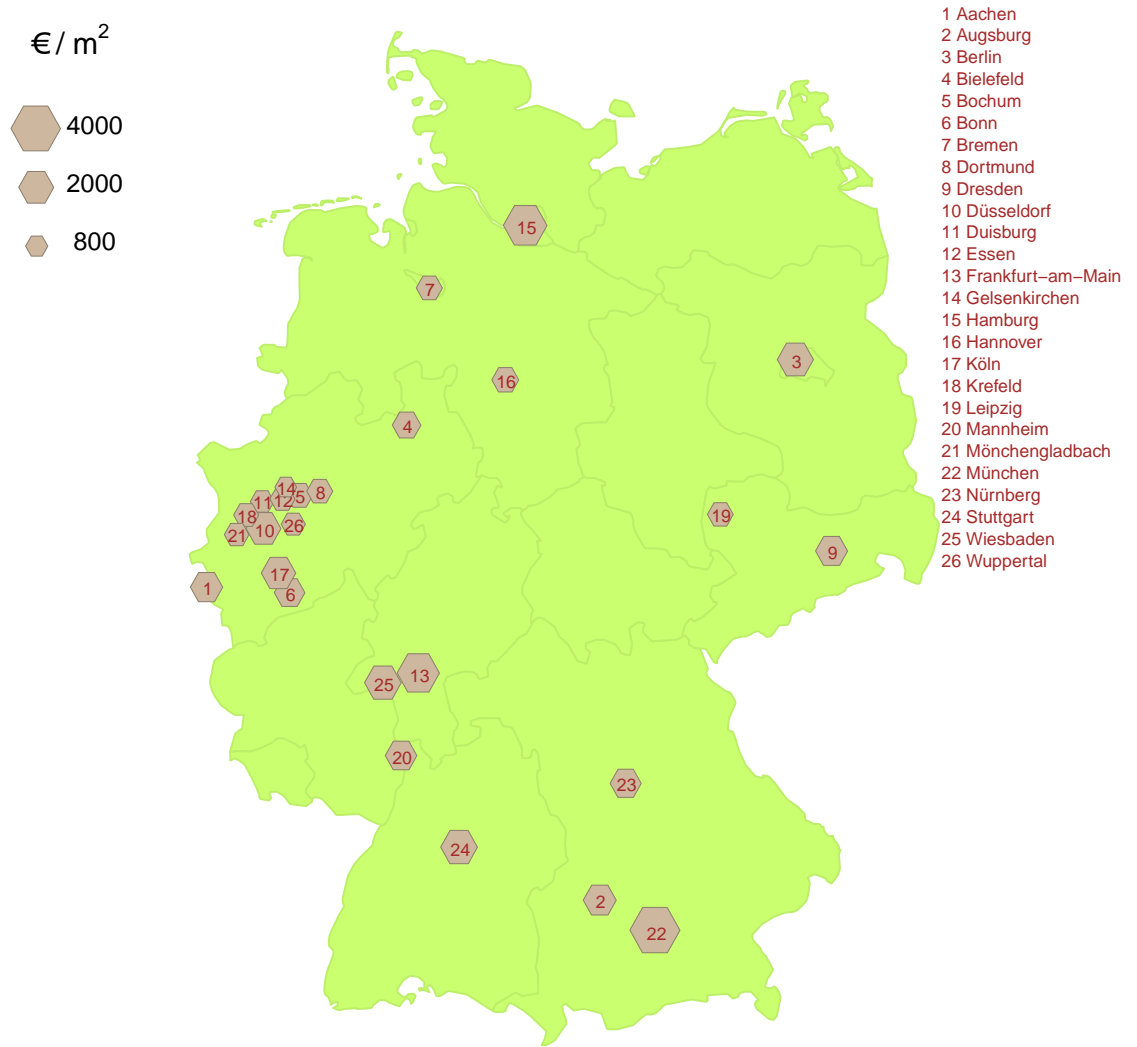 € / m²
4000
2000
800
1 Aachen
2 Augsburg
3 Berlin
4 Bielefeld
5 Bochum
6 Bonn
7 Bremen
8 Dortmund
9 Dresden
10 Düsseldorf
11 Duisburg
12 Essen
13 Frankfurt−am−Main
14 Gelsenkirchen
15 Hamburg
16 Hannover
17 Köln
18 Krefeld
19 Leipzig
20 Mannheim
21 Mönchengladbach
22 München
23 Nürnberg
24 Stuttgart
25 Wiesbaden
26 Wuppertal
15
7
3
16
4
14
8
5
12
11
18
19
26
10
21
9
17
1
6
13
25
20
23
24
2
22